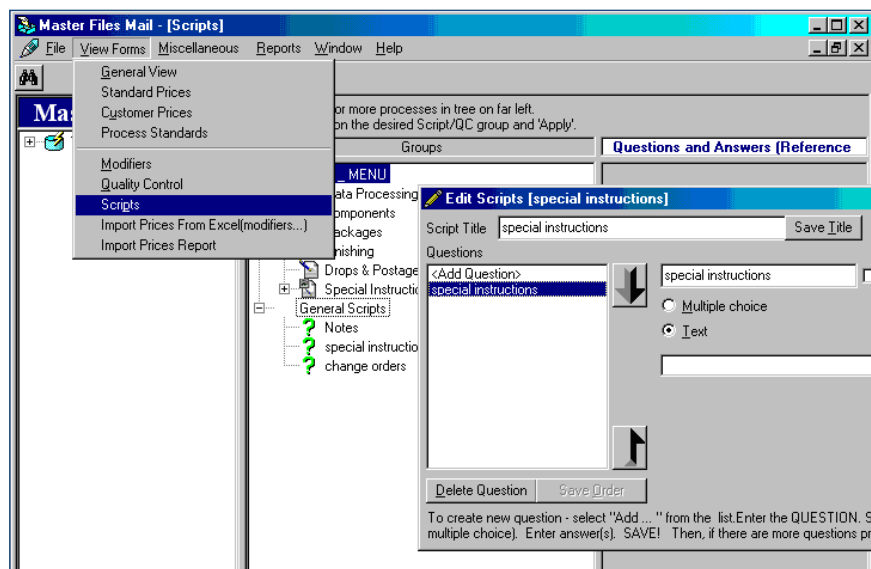 Master Files Mail - [Scripts]
File View Forms Miscellaneous Reports Window Help
General View
Standard Prices
Customer Prices
Process Standards
Modifiers
Quality Control
Scripts
Import Prices From Excel(modifiers...)
Import Prices Report
or more processes in tree on far left.
on the desired Script/QC group and 'Apply'.
Groups
Questions and Answers (Reference
_MENU
ata Processing
omponents
ackages
nishing
Drops & Postage
Special Instructio
General Scripts
Notes
special instructio
change orders
Edit Scripts [special instructions]
Script Title special instructions Save Title
Questions
<Add Question>
special instructions
special instructions
Multiple choice
Text
Delete Question Save Order
To create new question - select "Add ... " from the list.Enter the QUESTION. S
multiple choice). Enter answer(s). SAVE! Then, if there are more questions pr